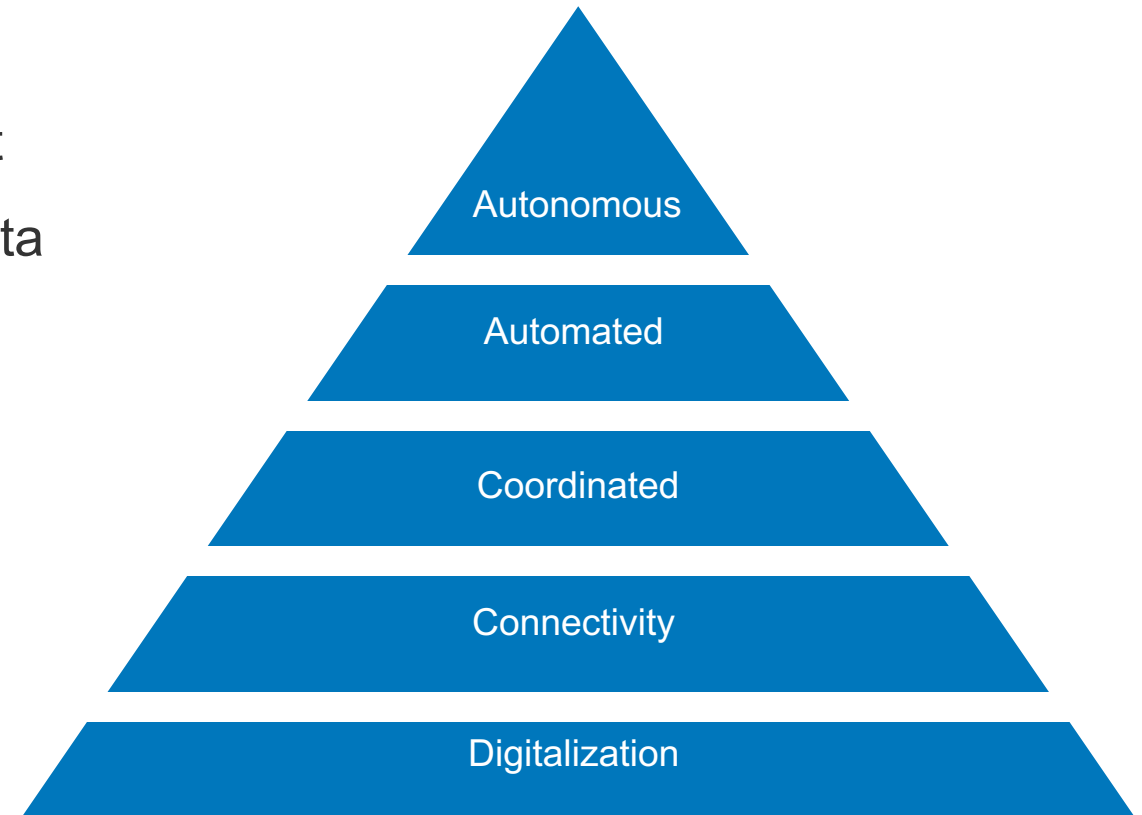 ta
Autonomous
Automated
Coordinated
Connectivity
Digitalization